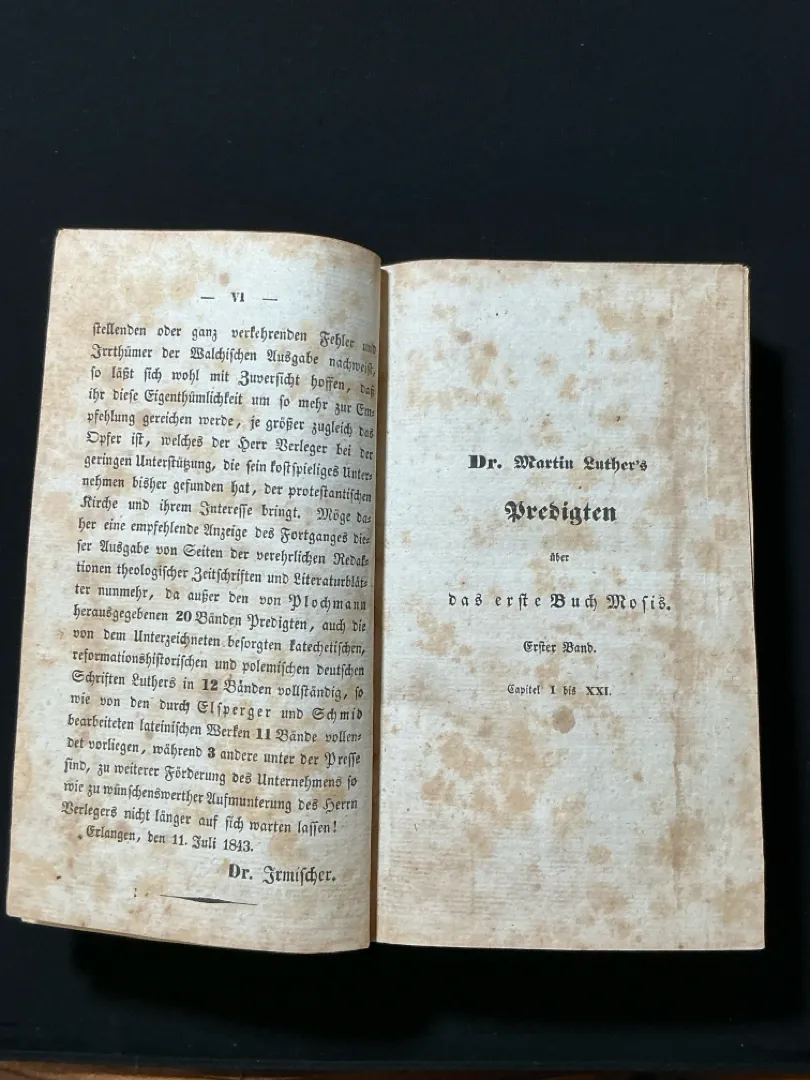 — VI —
stellenden oder ganz verkehrenden Fehler und
Irrthümer der Walchischen Ausgabe nachweist,
so läßt sich wohl mit Zuversicht hoffen, daß
ihr diese Eigenthümlichkeit um so mehr zur Em-
pfehlung gereichen werde, je größer zugleich das
Opfer ist, welches der Herr Verleger bei der
geringen Unterstützung, die sein kostspieliges Unter-
nehmen bisher gefunden hat, der protestantischen
Kirche und ihrem Interesse bringt. Möge da-
her eine empfehlende Anzeige des Fortganges die-
ser Ausgabe von Seiten der verehrlichen Redak-
tionen theologischer Zeitschriften und Literaturblät-
ter nunmehr, da außer den von Plochmann
herausgegebenen 20 Bänden Predigten, auch die
von dem Unterzeichneten besorgten katechetischen,
reformationshistorischen und polemischen deutschen
Schriften Luthers in 12 Bänden vollständig, so
wie von den durch Elsperger und Schmid
bearbeiteten lateinischen Werken 11 Bände vollen-
det vorliegen, während 3 andere unter der Presse
sind, zu weiterer Förderung des Unternehmens so
wie zu wünschenswerther Aufmunterung des Herrn
Verlegers nicht länger auf sich warten lassen!
Erlangen, den 11. Juli 1843.
Dr. Irmischer.
Dr. Martin Luther's
Predigten
über
das erste Buch Mosis.
Erster Band.
Capitel I bis XXI.